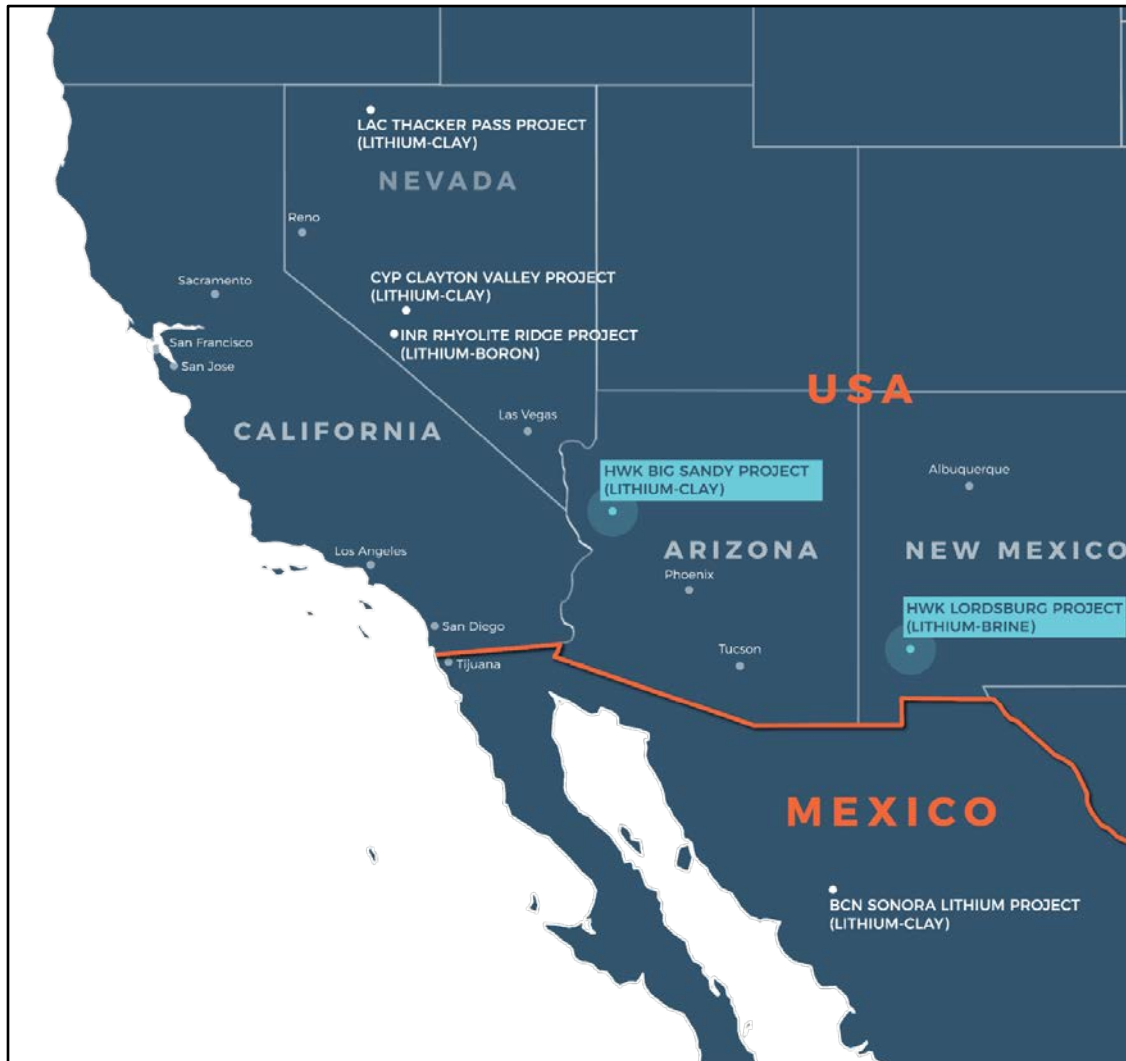 LAC THACKER PASS PROJECT
(LITHIUM-CLAY)
NEVADA
Reno
CYP CLAYTON VALLEY PROJECT
(LITHIUM-CLAY)
Sacramento
INR RHYOLITE RIDGE PROJECT
(LITHIUM-BORON)
San Francisco
San Jose
USA
Las Vegas
CALIFORNIA
HWK BIG SANDY PROJECT
(LITHIUM-CLAY)
Albuquerque
Los Angeles
ARIZONA
NEW MEXICO
Phoenix
HWK LORDSBURG PROJECT
(LITHIUM-BRINE)
San Diego
Tucson
Tijuana
MEXICO
BCN SONORA LITHIUM PROJECT
(LITHIUM-CLAY)